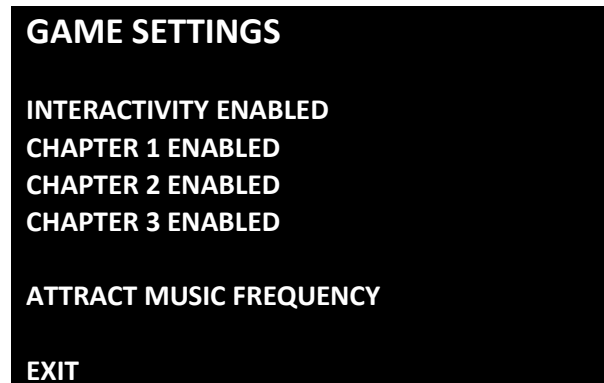 GAME SETTINGS
INTERACTIVITY ENABLED
CHAPTER 1 ENABLED
CHAPTER 2 ENABLED
CHAPTER 3 ENABLED
ATTRACT MUSIC FREQUENCY
EXIT